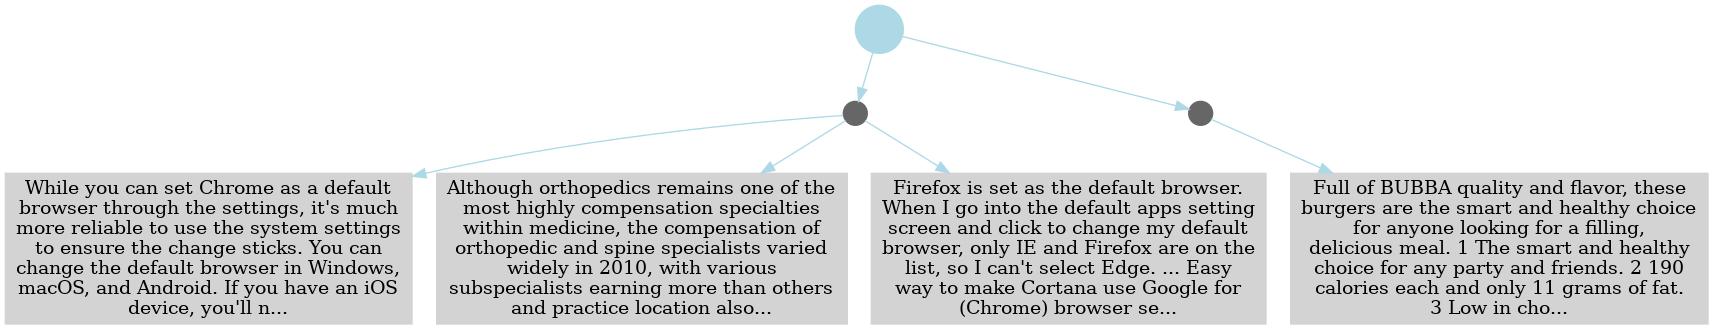 While you can set Chrome as a default
browser through the settings, it's much
more reliable to use the system settings
to ensure the change sticks. You can
change the default browser in Windows,
macOS, and Android. If you have an iOS
device, you'll n...
Although orthopedics remains one of the
most highly compensation specialties
within medicine, the compensation of
orthopedic and spine specialists varied
widely in 2010, with various
subspecialists earning more than others
and practice location also...
Firefox is set as the default browser.
When I go into the default apps setting
screen and click to change my default
browser, only IE and Firefox are on the
list, so I can't select Edge. ... Easy
way to make Cortana use Google for
(Chrome) browser se...
Full of BUBBA quality and flavor, these
burgers are the smart and healthy choice
for anyone looking for a filling,
delicious meal. 1 The smart and healthy
choice for any party and friends. 2 190
calories each and only 11 grams of fat.
3 Low in cho...